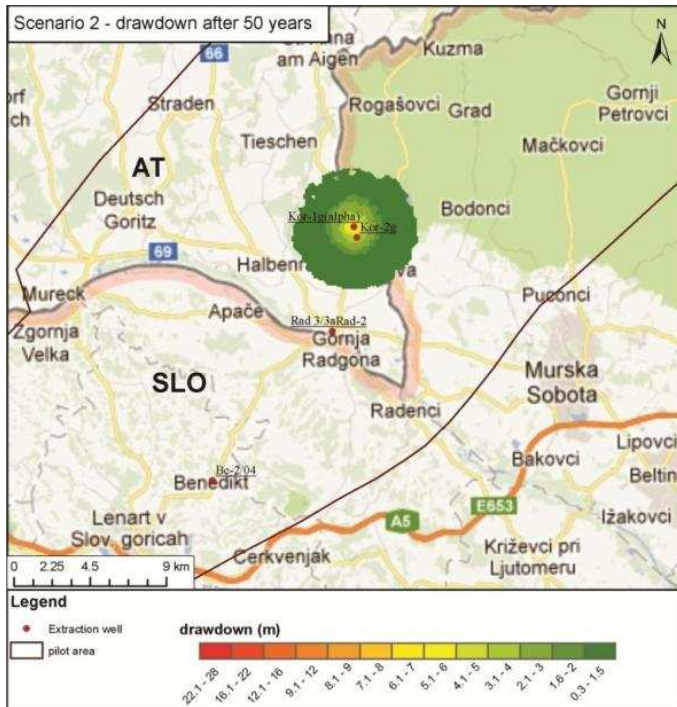 Scenario 2 - drawdown after 50 years
N
66
am Aigen
Kuzma
Straden
Rogašovci
Grad
Gornji
Petrovci
Tieschen
Mačkovci
AT
Deutsch
Goritz
Kor-1g(alpha)
Kor-2g
Bodonci
69
Halbenra
va
Mureck
Apače
Puconci
Zgornja
Velka
Rad 3/3aRad-2
Gornja
Radgona
SLO
Murska
Sobota
Radenci
Lipovci
Be-2/04
Benedikt
Bakovci
Beltin
E653
Lenart v
Slov. goricah
A5
Ižakovci
Cerkvenjak
Križevci pri
Ljutomeru
0 2.25 4.5 9 km
Legend
Extraction well
pilot area
drawdown (m)
22.1 - 28
16.1 - 22
12.1 - 16
9.1 - 12
8.1 - 9
7.1 - 8
6.1 - 7
5.1 - 6
4.1 - 5
3.1 - 4
2.1 - 3
1.6 - 2
0.3 - 1.5